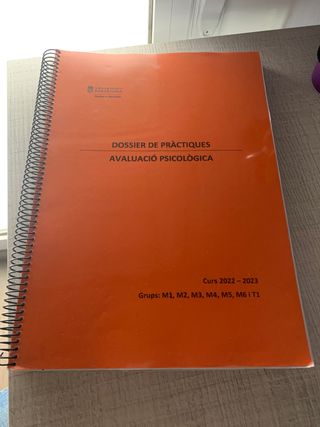 DOSSIER DE PRÀCTIQUES
AVALUACIÓ PSICOLÒGICA
Curs 2022 – 2023
Grups: M1, M2, M3, M4, M5, M6 i T1